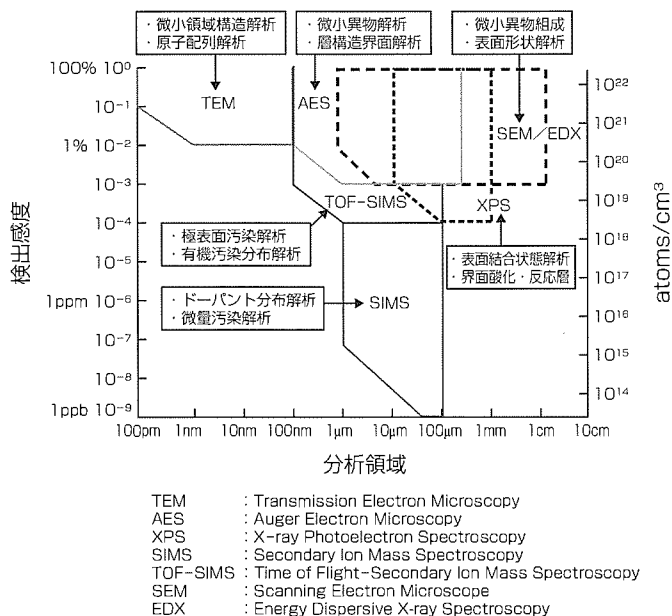 ・微小領域構造解析
・原子配列解析
・微小異物解析
・層構造界面解析
・微小異物組成
・表面形状解析
100% 10⁰
10⁻¹
1% 10⁻²
10⁻³
10⁻⁴
10⁻⁵
1ppm 10⁻⁶
10⁻⁷
10⁻⁸
1ppb 10⁻⁹
検出感度
TEM
AES
SEM/EDX
TOF-SIMS
XPS
・極表面汚染解析
・有機汚染分布解析
・表面結合状態解析
・界面酸化・反応層
・ドーパント分布解析
・微量汚染解析
SIMS
10²²
10²¹
10²⁰
10¹⁹
10¹⁸
10¹⁷
10¹⁶
10¹⁵
10¹⁴
atoms/cm³
100pm 1nm 10nm 100nm 1μm 10μm 100μm 1mm 1cm 10cm
分析領域
TEM : Transmission Electron Microscopy
AES : Auger Electron Microscopy
XPS : X-ray Photoelectron Spectroscopy
SIMS : Secondary Ion Mass Spectroscopy
TOF-SIMS : Time of Flight-Secondary Ion Mass Spectroscopy
SEM : Scanning Electron Microscope
EDX : Energy Dispersive X-ray Spectroscopy